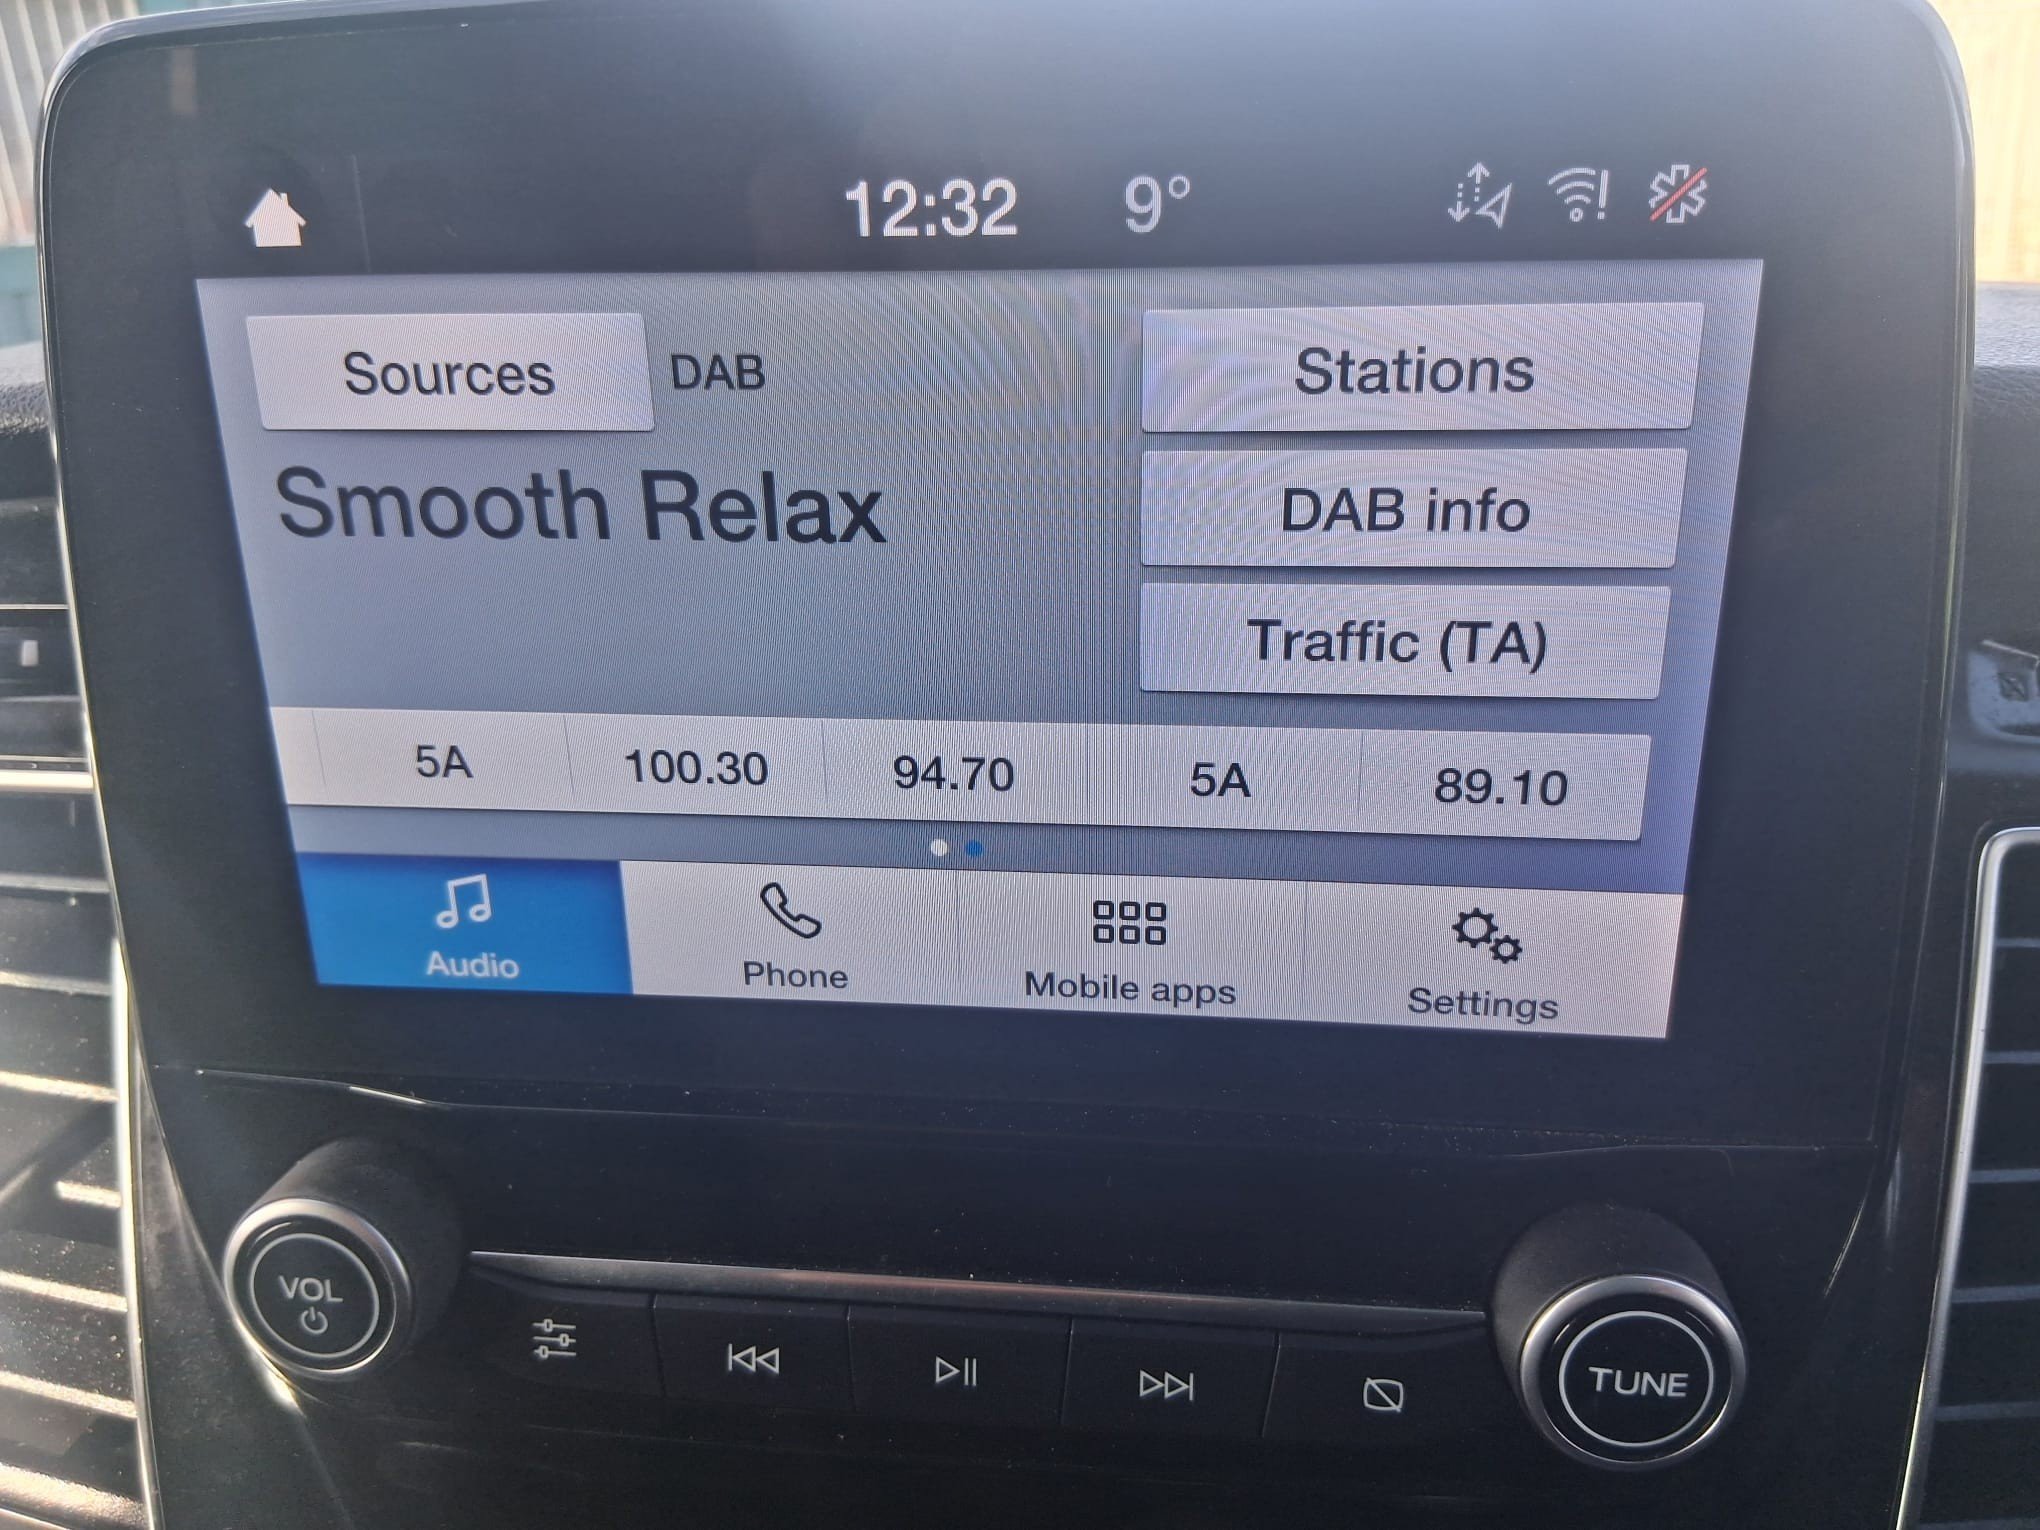 12:32 9°
Sources DAB Stations
Smooth Relax DAB info
Traffic (TA)
5A 100.30 94.70 5A 89.10
Audio Phone Mobile apps Settings
VOL
TUNE